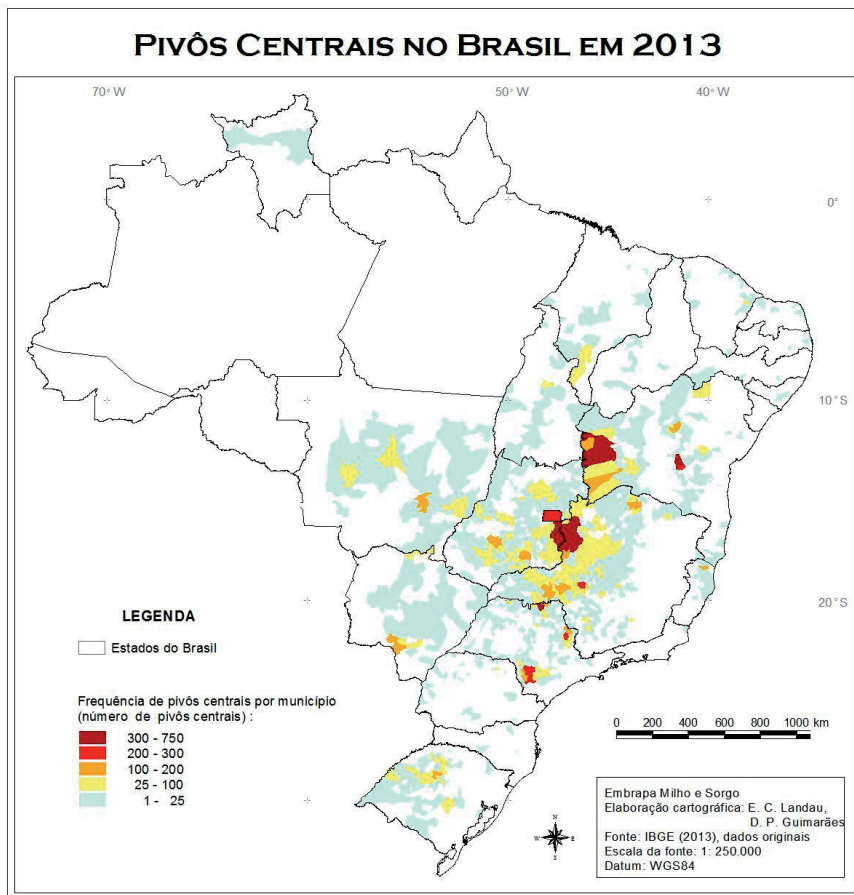 PIVÔS CENTRAIS NO BRASIL EM 2013
70° W
50° W
40° W
0°
10° S
20° S
30° S
LEGENDA
Estados do Brasil
Frequência de pivôs centrais por município
(número de pivôs centrais) :
300 - 750
200 - 300
100 - 200
25 - 100
1 - 25
0 200 400 600 800 1000 km
N
W E
S
Embrapa Milho e Sorgo
Elaboração cartográfica: E. C. Landau,
D. P. Guimarães
Fonte: IBGE (2013), dados originais
Escala da fonte: 1: 250.000
Datum: WGS84